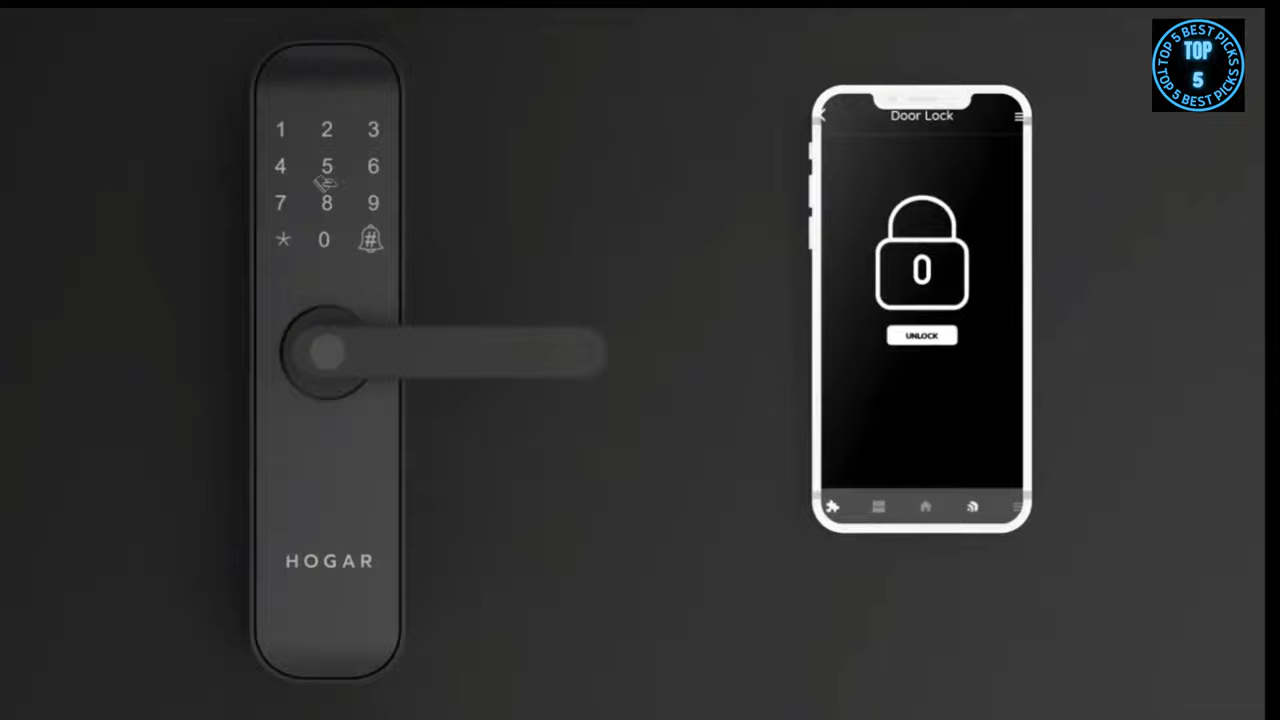 1 2 3
4 5 6
7 8 9
* 0 #
HOGAR
Door Lock
UNLOCK
TOP 5 BEST PICKS
TOP
5
TOP 5 BEST PICKS